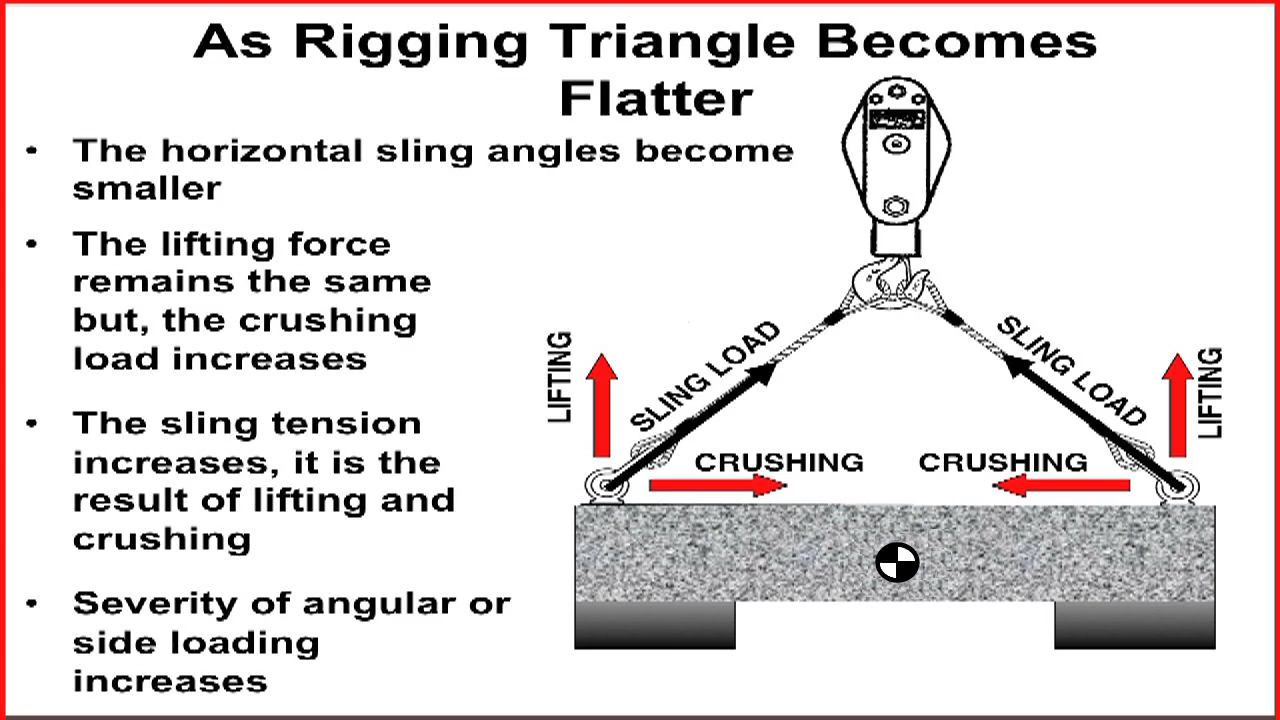 As Rigging Triangle Becomes
Flatter
• The horizontal sling angles become
smaller
• The lifting force
remains the same
but, the crushing
load increases
• The sling tension
increases, it is the
result of lifting and
crushing
• Severity of angular or
side loading
increases
LIFTING
SLING LOAD
SLING LOAD
LIFTING
CRUSHING
CRUSHING